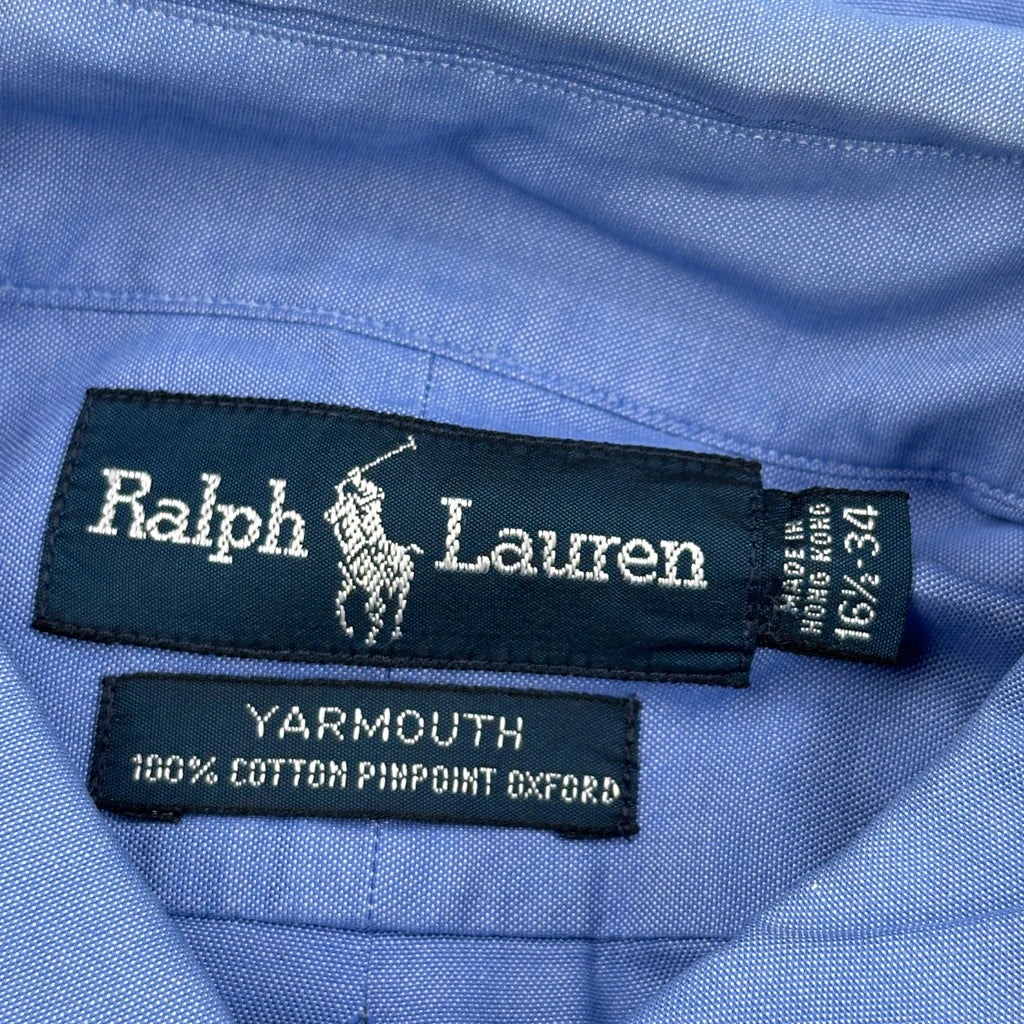 Ralph Lauren
MADE IN
HONG KONG
16½-34
YARMOUTH
100% COTTON PINPOINT OXFORD